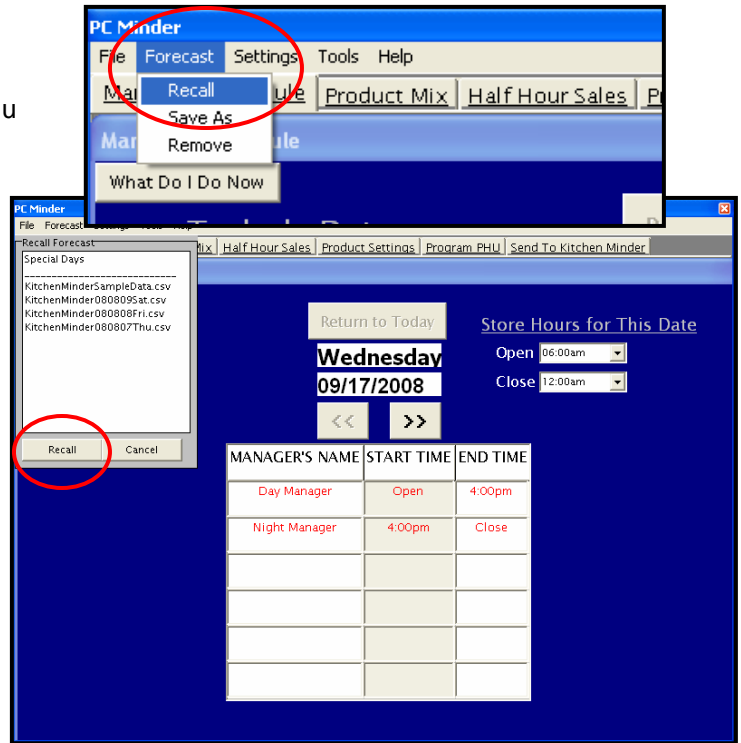 PC Minder
File Forecast Settings Tools Help
Recall
Product Mix Half Hour Sales
u
Save As
Remove
What Do I Do Now
PC Minder
File Forecast
Half Hour Sales Product Settings Program PHU Send To Kitchen Minder
Recall Forecast
Special Days
----------------------------
KitchenMinderSampleData.csv
KitchenMinder080809Sat.csv
KitchenMinder080808Fri.csv
KitchenMinder080807Thu.csv
Recall Cancel
Return to Today
Store Hours for This Date
Wednesday
Open 06:00am
09/17/2008
Close 12:00am
<< >>
MANAGER'S NAME START TIME END TIME
Day Manager Open 4:00pm
Night Manager 4:00pm Close